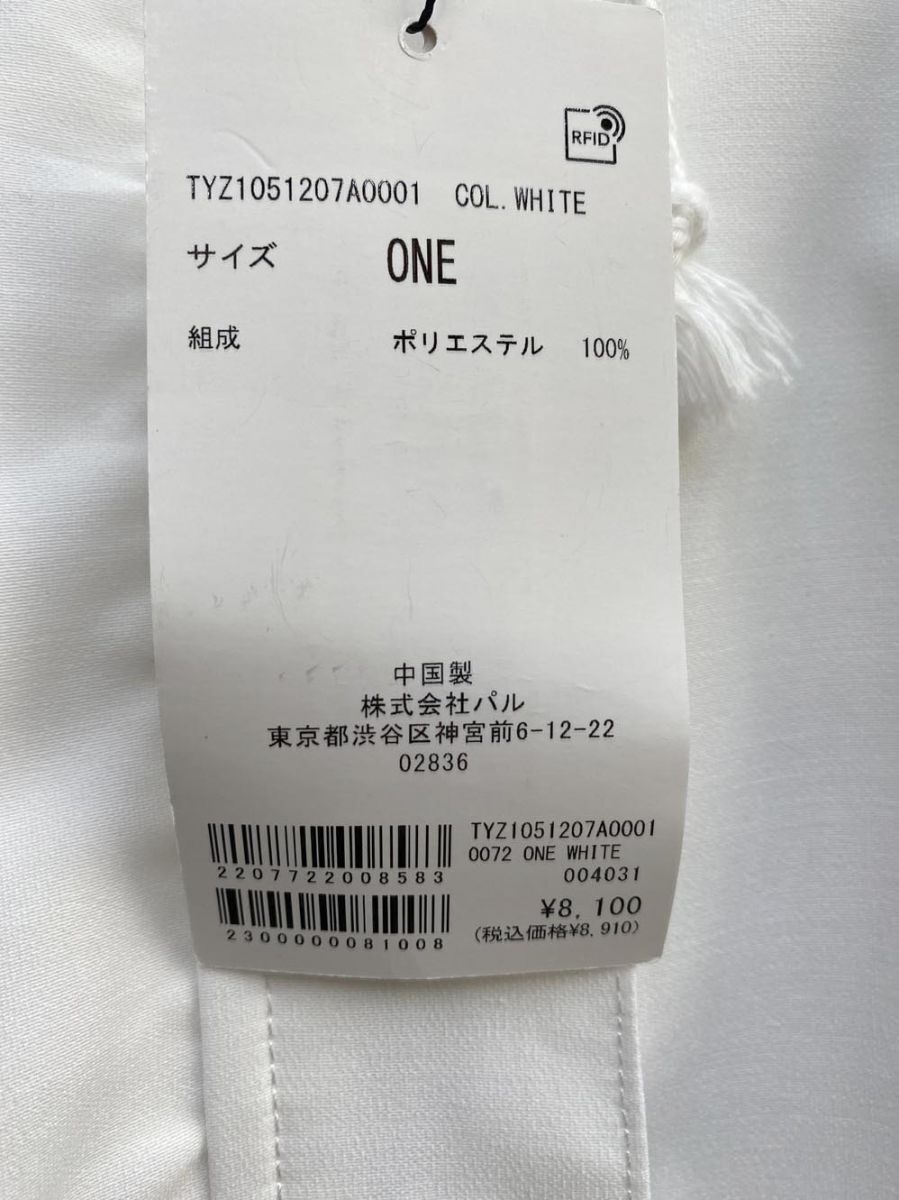 RFID
TYZ1051207A0001 COL.WHITE
サイズ ONE
組成 ポリエステル 100%
中国製
株式会社パル
東京都渋谷区神宮前6-12-22
02836
TYZ1051207A0001
0072 ONE WHITE
2207722008583
004031
¥8,100
2300000081008
(税込価格¥8,910)